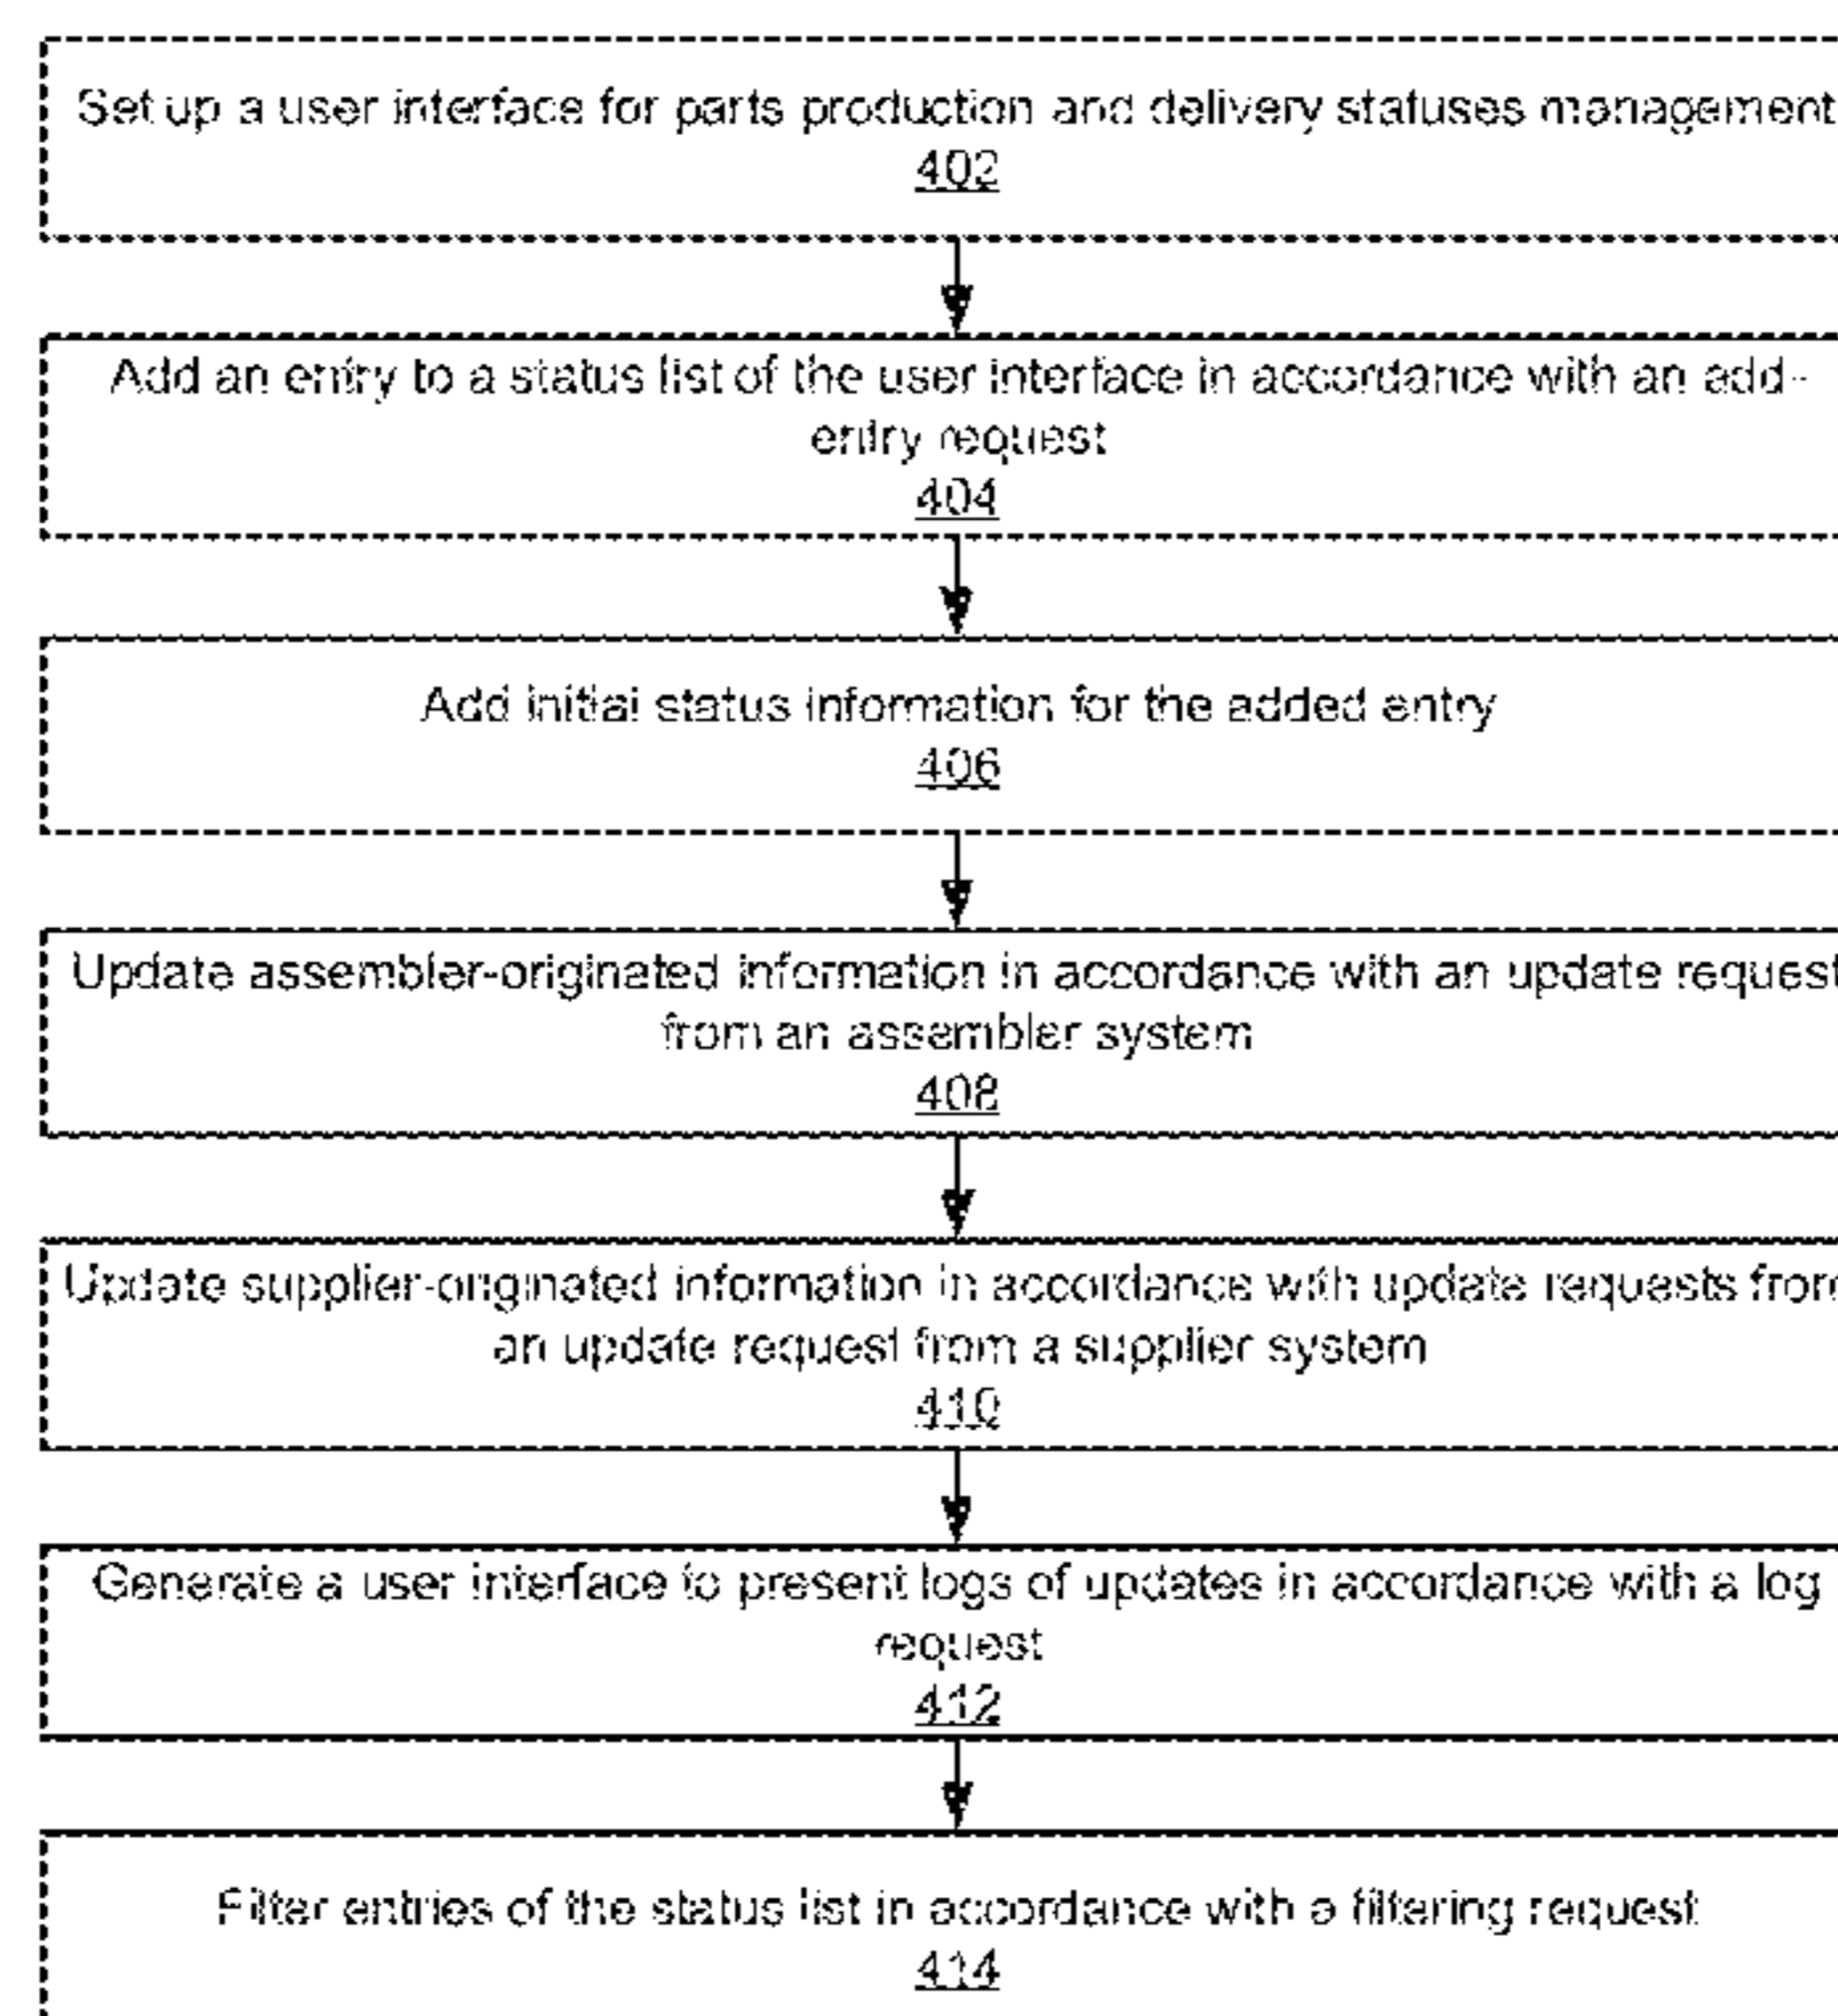 Set up a user interface for parts production and delivery statuses management
402
Add an entry to a status list of the user interface in accordance with an add-
entry request
404
Add initial status information for the added entry
406
Update assembler-originated information in accordance with an update request
from an assembler system
408
Update supplier-originated information in accordance with update requests from
an update request from a supplier system
410
Generate a user interface to present logs of updates in accordance with a log
request
412
Filter entries of the status list in accordance with a filtering request
414